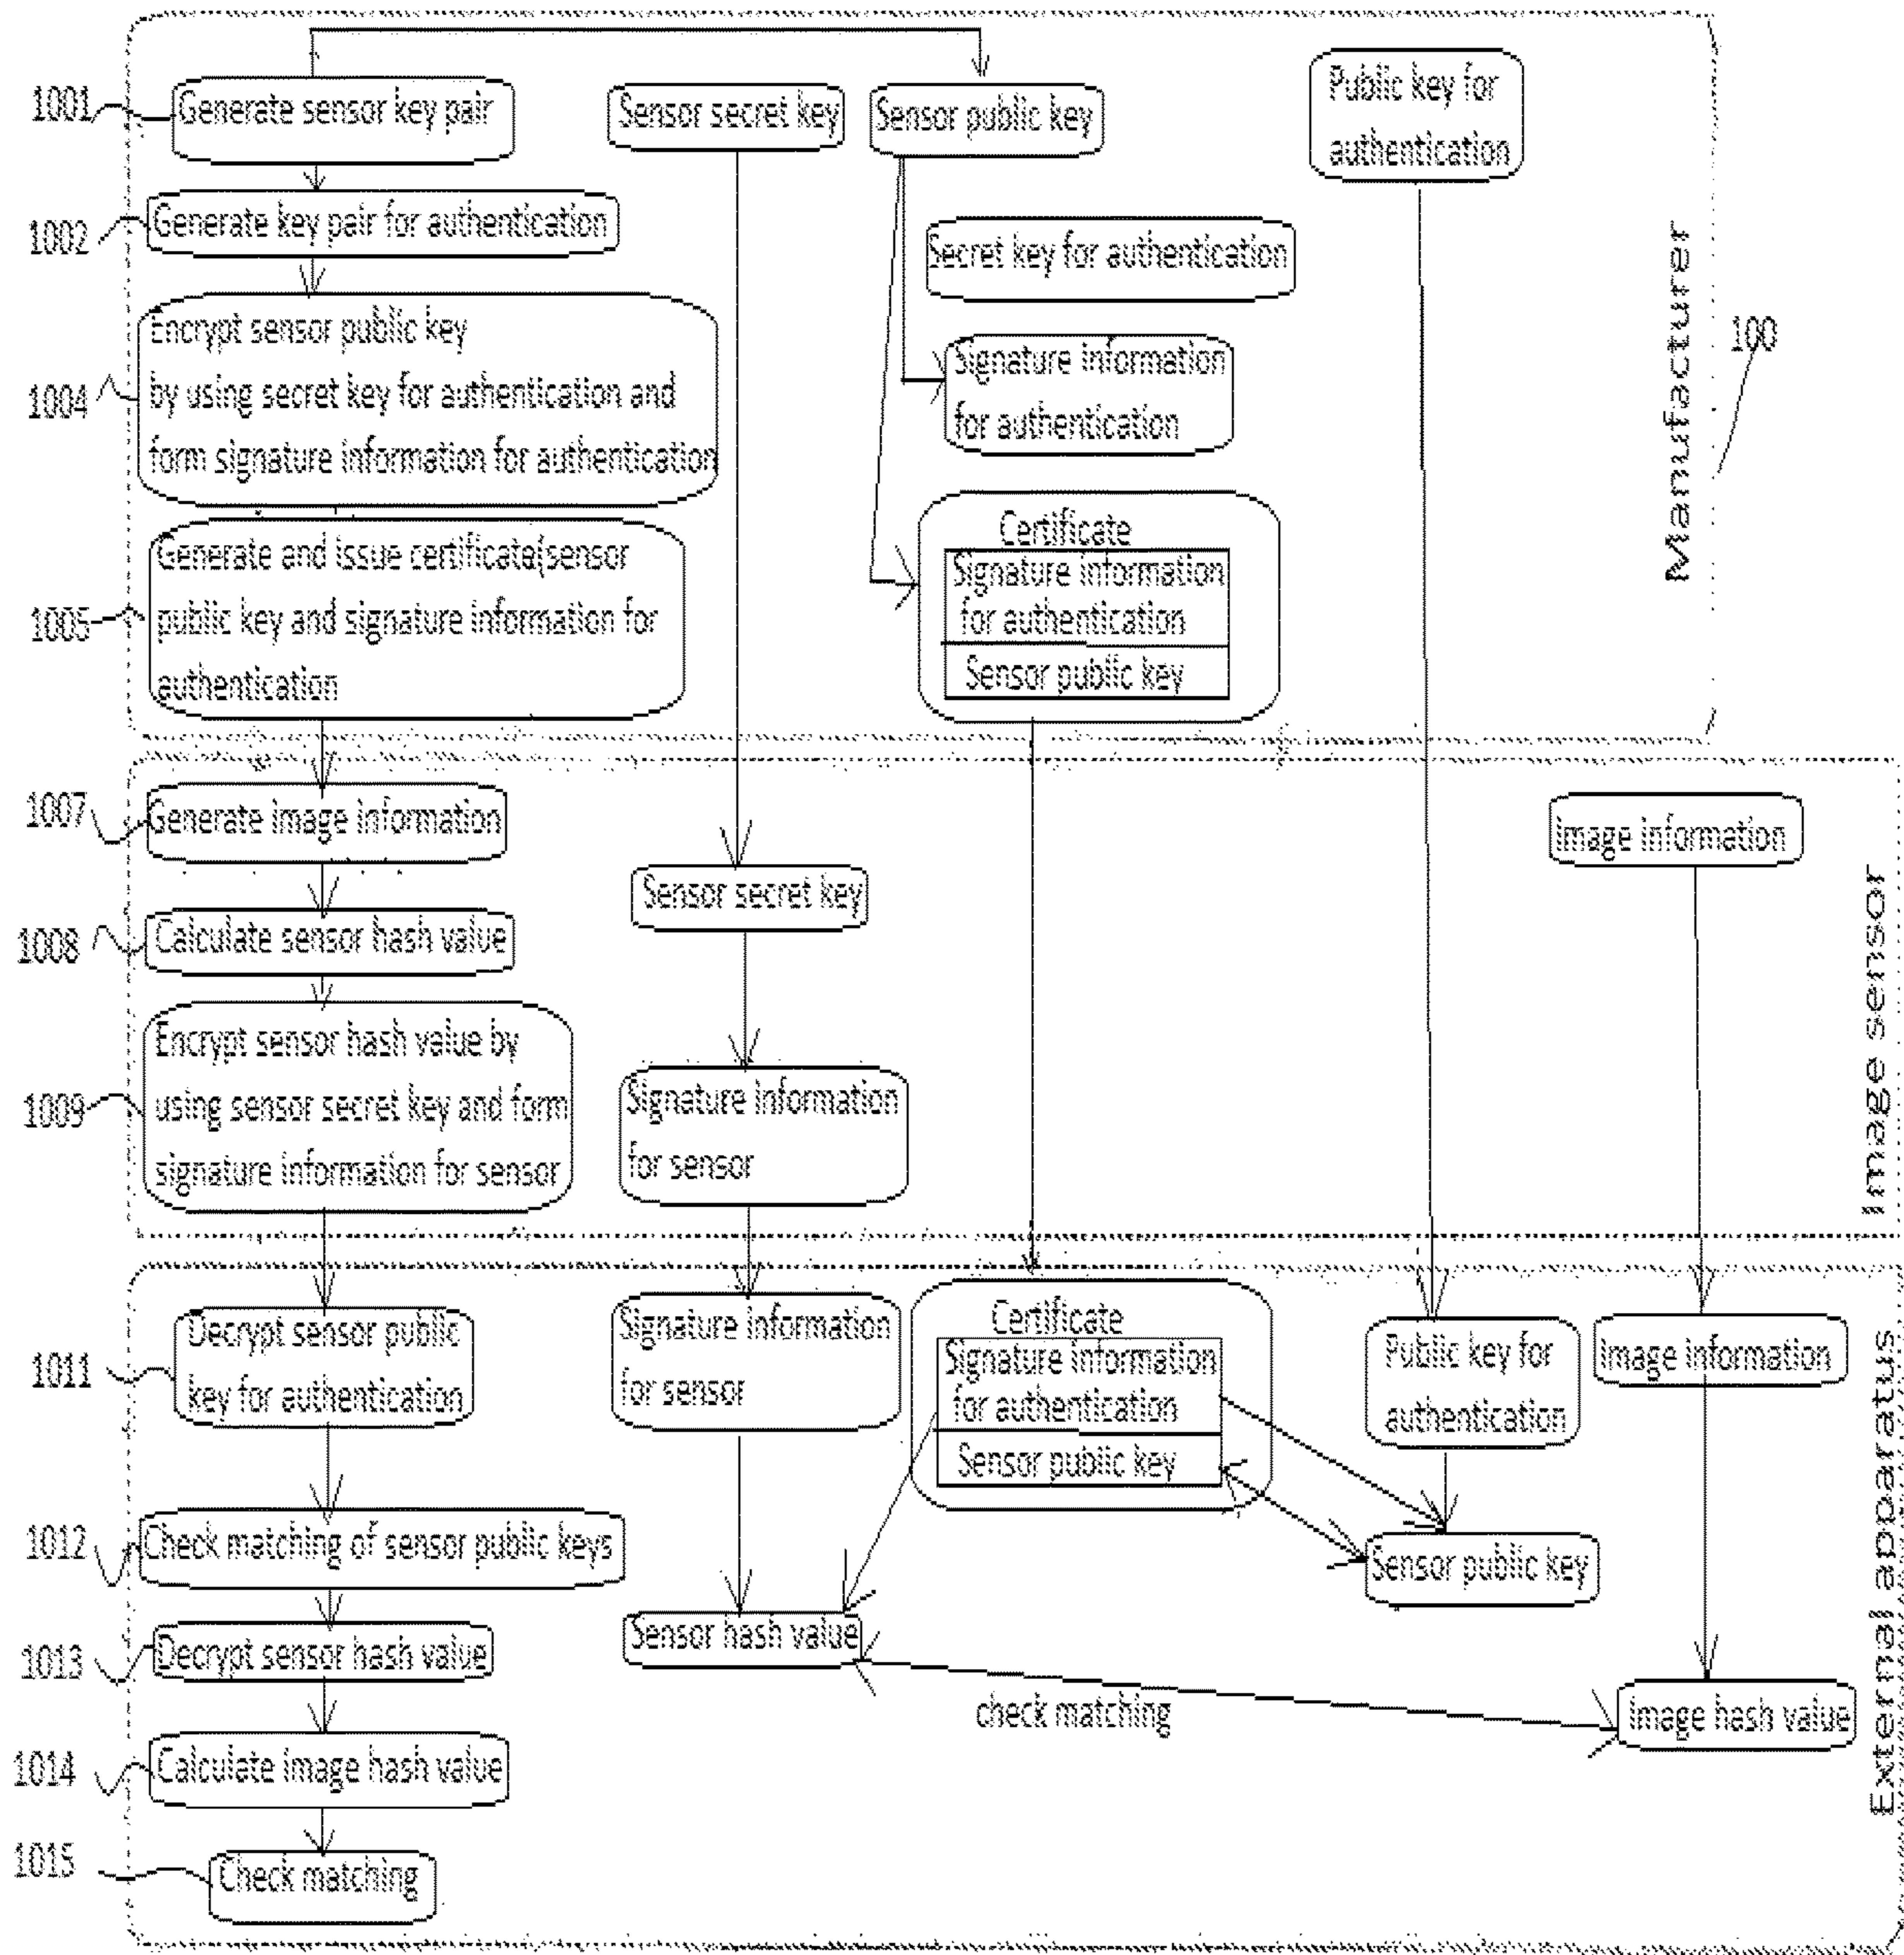 1001
Generate sensor key pair
Sensor secret key
Sensor public key
Public key for
authentication
1002
Generate key pair for authentication
Secret key for authentication
1004
Encrypt sensor public key
by using secret key for authentication and
form signature information for authentication
Signature information
for authentication
Manufacturer
100
1005
Generate and issue certificate(sensor
public key and signature information for
authentication
Certificate
Signature information
for authentication
Sensor public key
1007
Generate image information
Image information
1008
Calculate sensor hash value
Sensor secret key
Image sensor
1009
Encrypt sensor hash value by
using sensor secret key and form
signature information for sensor
Signature information
for sensor
1011
Decrypt sensor public
key for authentication
Signature information
for sensor
Certificate
Signature information
for authentication
Sensor public key
Public key for
authentication
Image information
External apparatus
1012
Check matching of sensor public keys
Sensor public key
1013
Decrypt sensor hash value
Sensor hash value
check matching
Image hash value
1014
Calculate image hash value
1015
Check matching